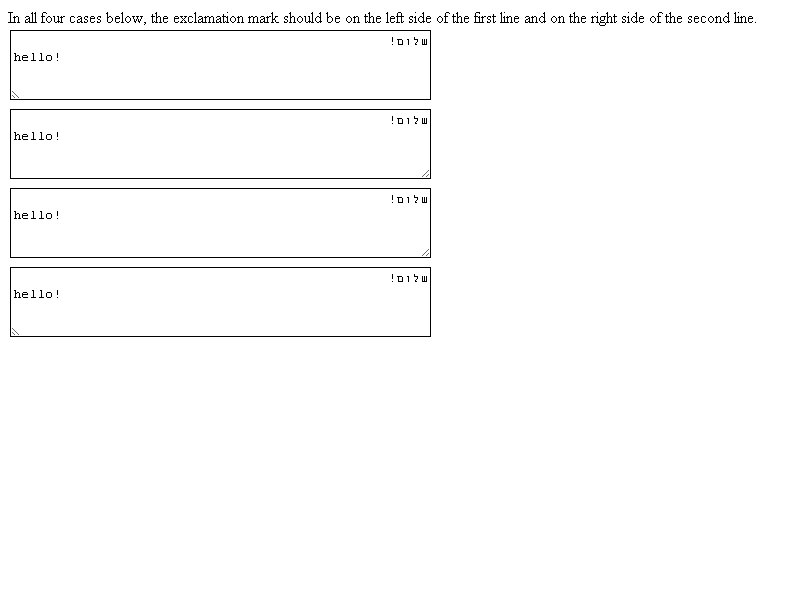 In all four cases below, the exclamation mark should be on the left side of the first line and on the right side of the second line.
שלום!
hello!
שלום!
hello!
שלום!
hello!
שלום!
hello!